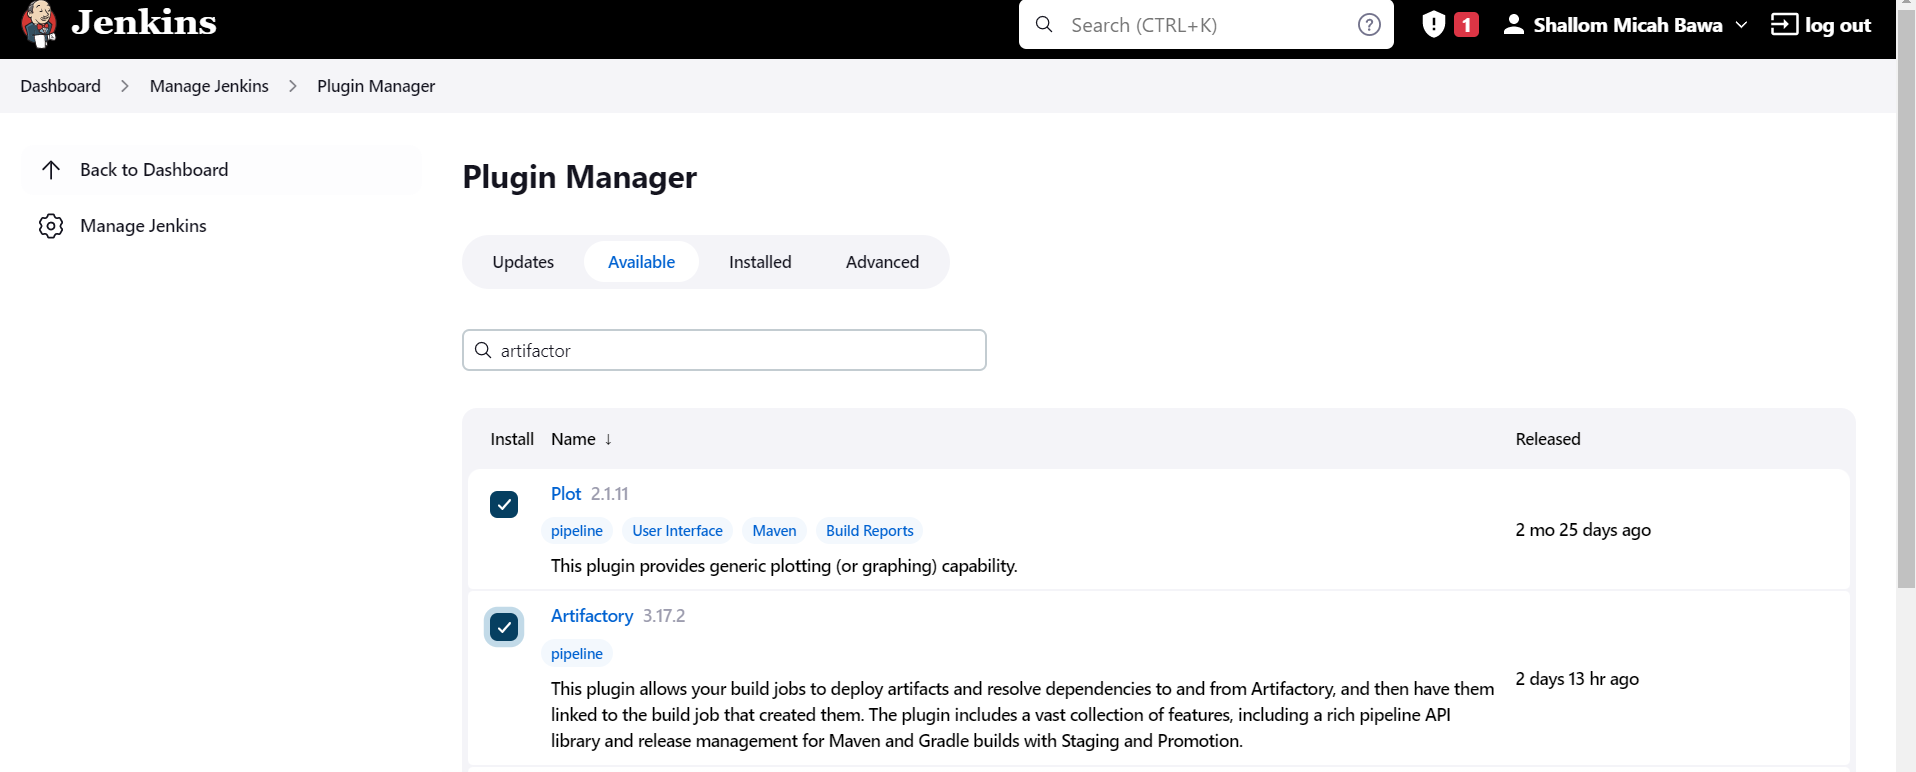 Jenkins
Search (CTRL+K)
1
Shallom Micah Bawa
log out
Dashboard
Manage Jenkins
Plugin Manager
Back to Dashboard
Manage Jenkins
Plugin Manager
Updates
Available
Installed
Advanced
artifactor
Install Name ↓ Released
Plot 2.1.11
pipeline User Interface Maven Build Reports
2 mo 25 days ago
This plugin provides generic plotting (or graphing) capability.
Artifactory 3.17.2
pipeline
2 days 13 hr ago
This plugin allows your build jobs to deploy artifacts and resolve dependencies to and from Artifactory, and then have them
linked to the build job that created them. The plugin includes a vast collection of features, including a rich pipeline API
library and release management for Maven and Gradle builds with Staging and Promotion.